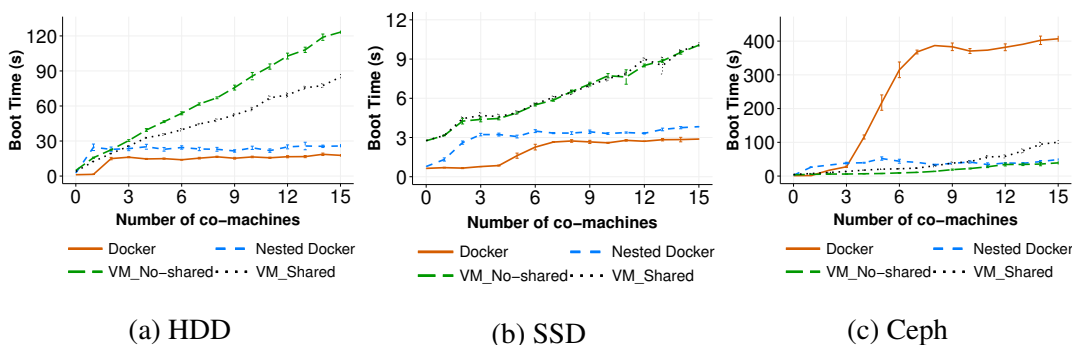 Boot Time (s)
120
90
60
30
0
0 3 6 9 12 15
Number of co-machines
Docker Nested Docker
VM_No-shared VM_Shared
(a) HDD
Boot Time (s)
12
9
6
3
0
0 3 6 9 12 15
Number of co-machines
Docker Nested Docker
VM_No-shared VM_Shared
(b) SSD
Boot Time (s)
400
300
200
100
0
0 3 6 9 12 15
Number of co-machines
Docker Nested Docker
VM_No-shared VM_Shared
(c) Ceph